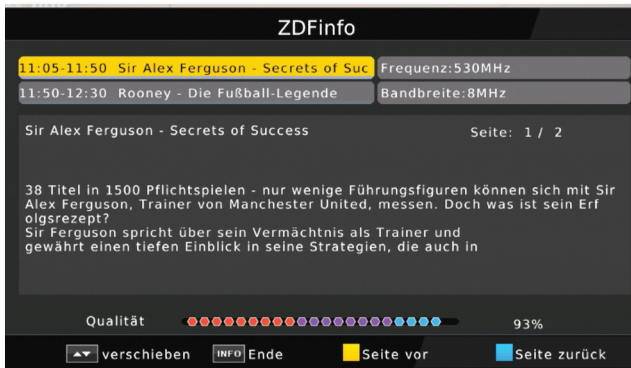 ZDFinfo
11:05-11:50 Sir Alex Ferguson - Secrets of Suc
Frequenz:530MHz
11:50-12:30 Rooney - Die Fußball-Legende
Bandbreite:8MHz
Sir Alex Ferguson - Secrets of Success
Seite: 1 / 2
38 Titel in 1500 Pflichtspielen - nur wenige Führungsfiguren können sich mit Sir
Alex Ferguson, Trainer von Manchester United, messen. Doch was ist sein Erf
olgsrezept?
Sir Ferguson spricht über sein Vermächtnis als Trainer und
gewährt einen tiefen Einblick in seine Strategien, die auch in
Qualität
93%
verschieben
INFO Ende
Seite vor
Seite zurück